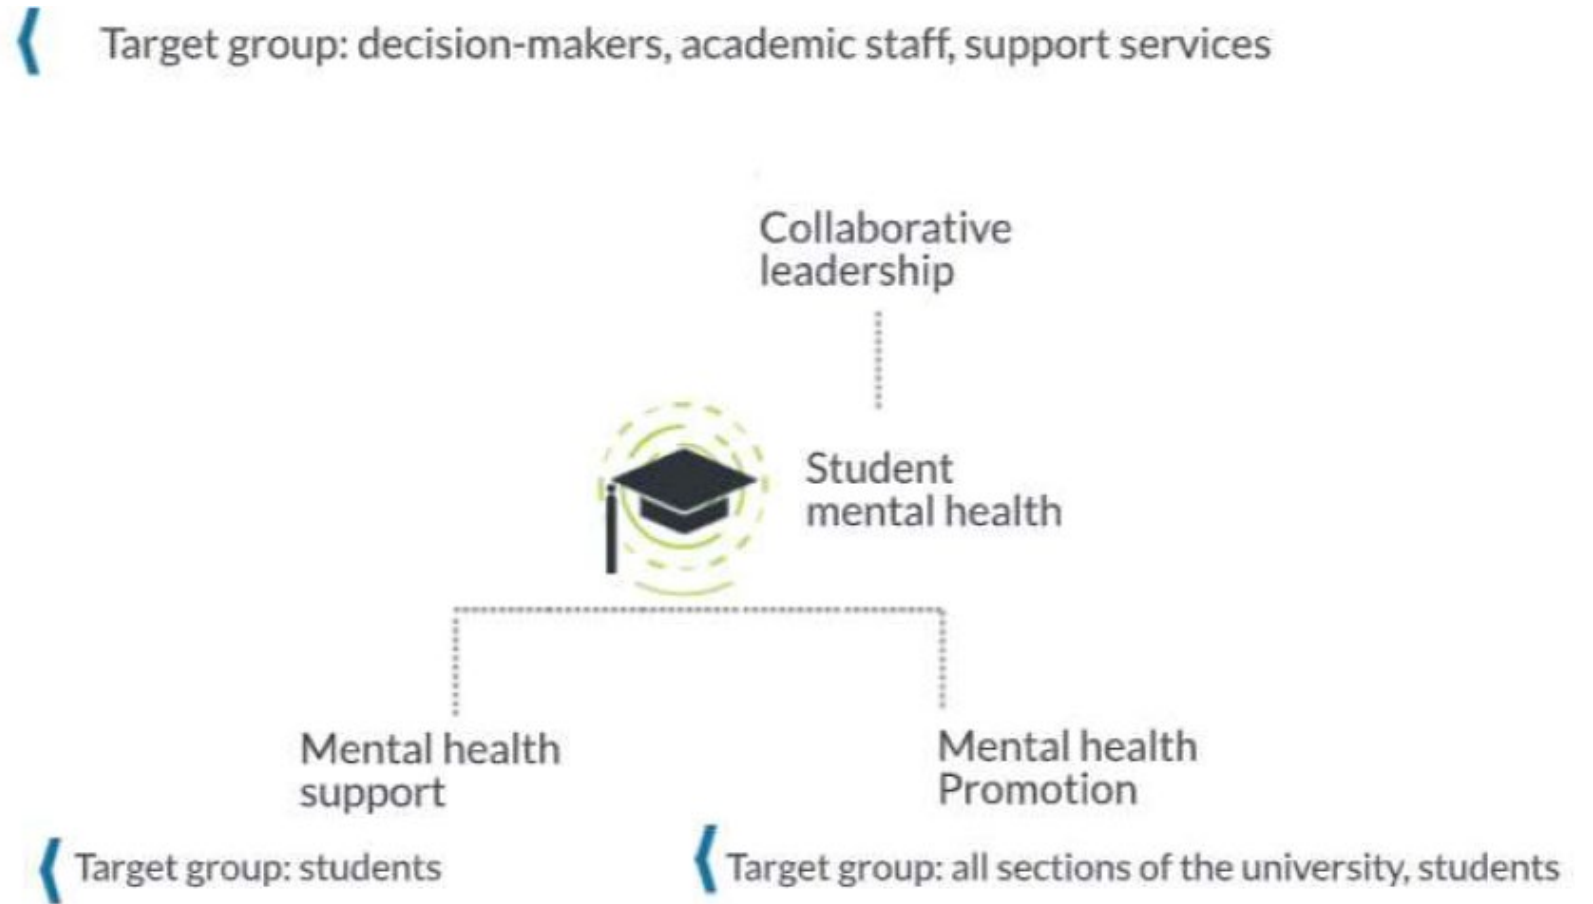 Target group: decision-makers, academic staff, support services
Collaborative
leadership
Student
mental health
Mental health
support
Target group: students
Mental health
Promotion
Target group: all sections of the university, students